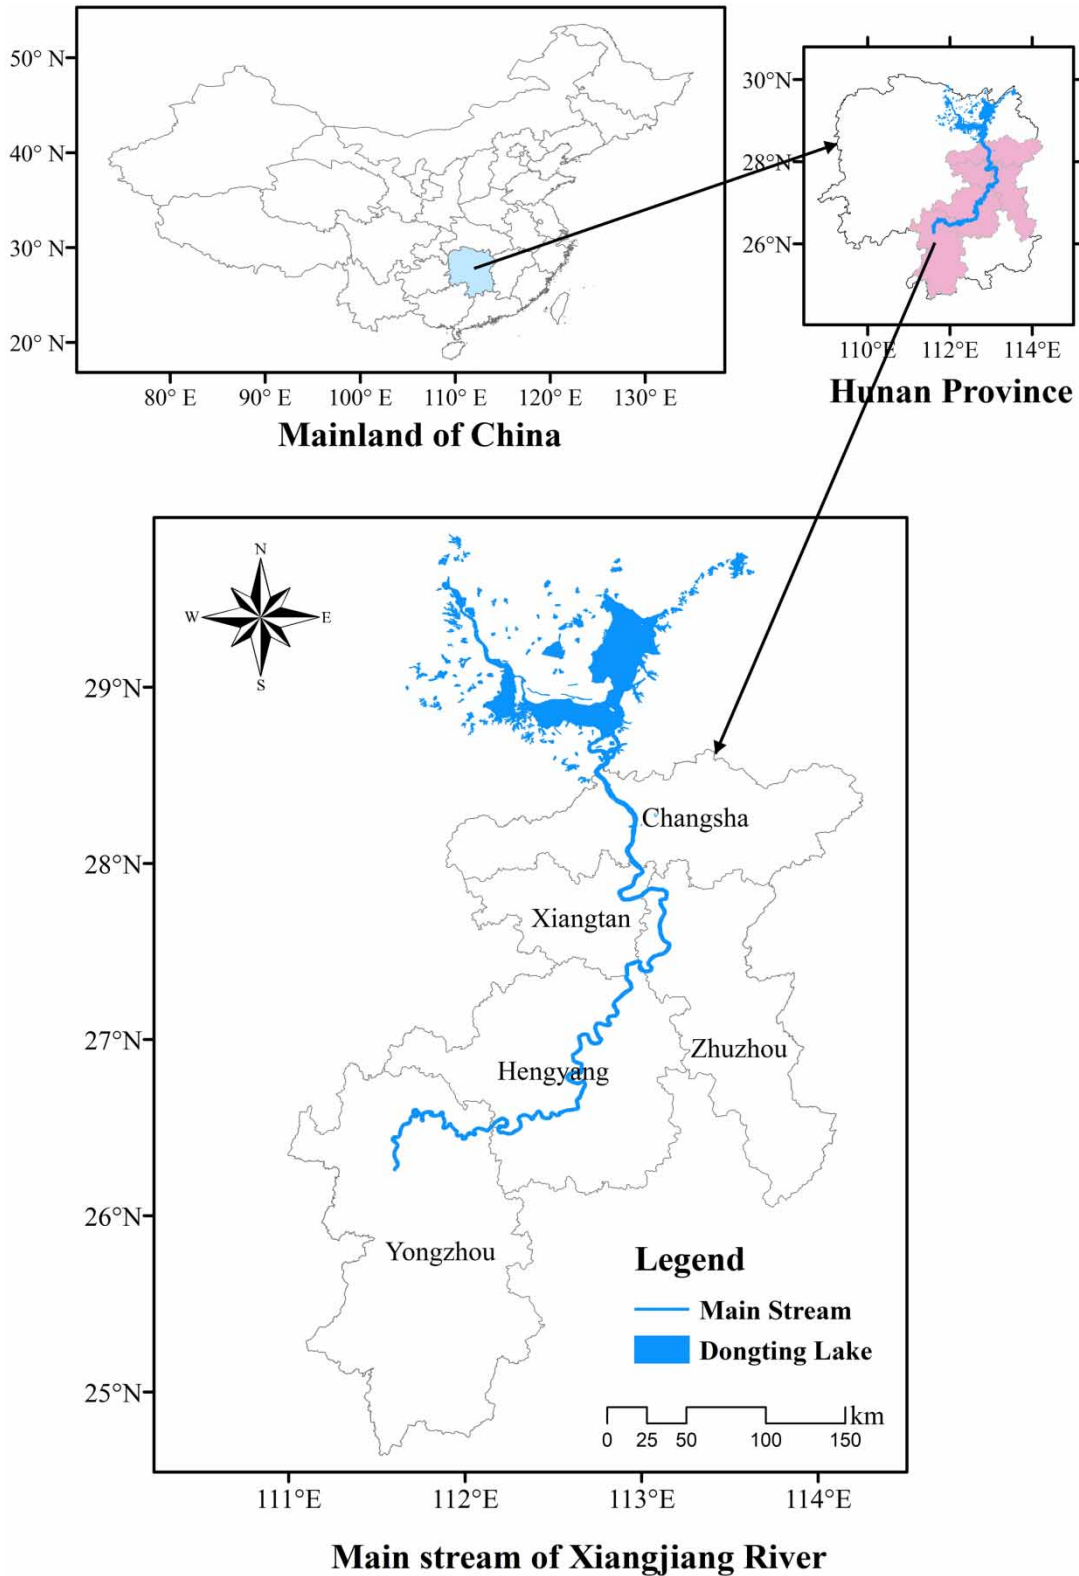 50° N
40° N
30° N
20° N
80° E
90° E
100° E
110° E
120° E
130° E
Mainland of China
30°N
28°N
26°N
110°E
112°E
114°E
Hunan Province
N
W
E
S
29°N
28°N
27°N
26°N
25°N
Changsha
Xiangtan
Zhuzhou
Hengyang
Yongzhou
Legend
Main Stream
Dongting Lake
km
0 25 50 100 150
111°E
112°E
113°E
114°E
Main stream of Xiangjiang River